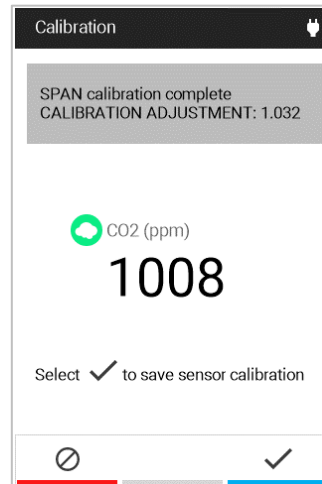 Calibration
SPAN calibration complete
CALIBRATION ADJUSTMENT: 1.032
CO2 (ppm)
1008
Select ✓ to save sensor calibration